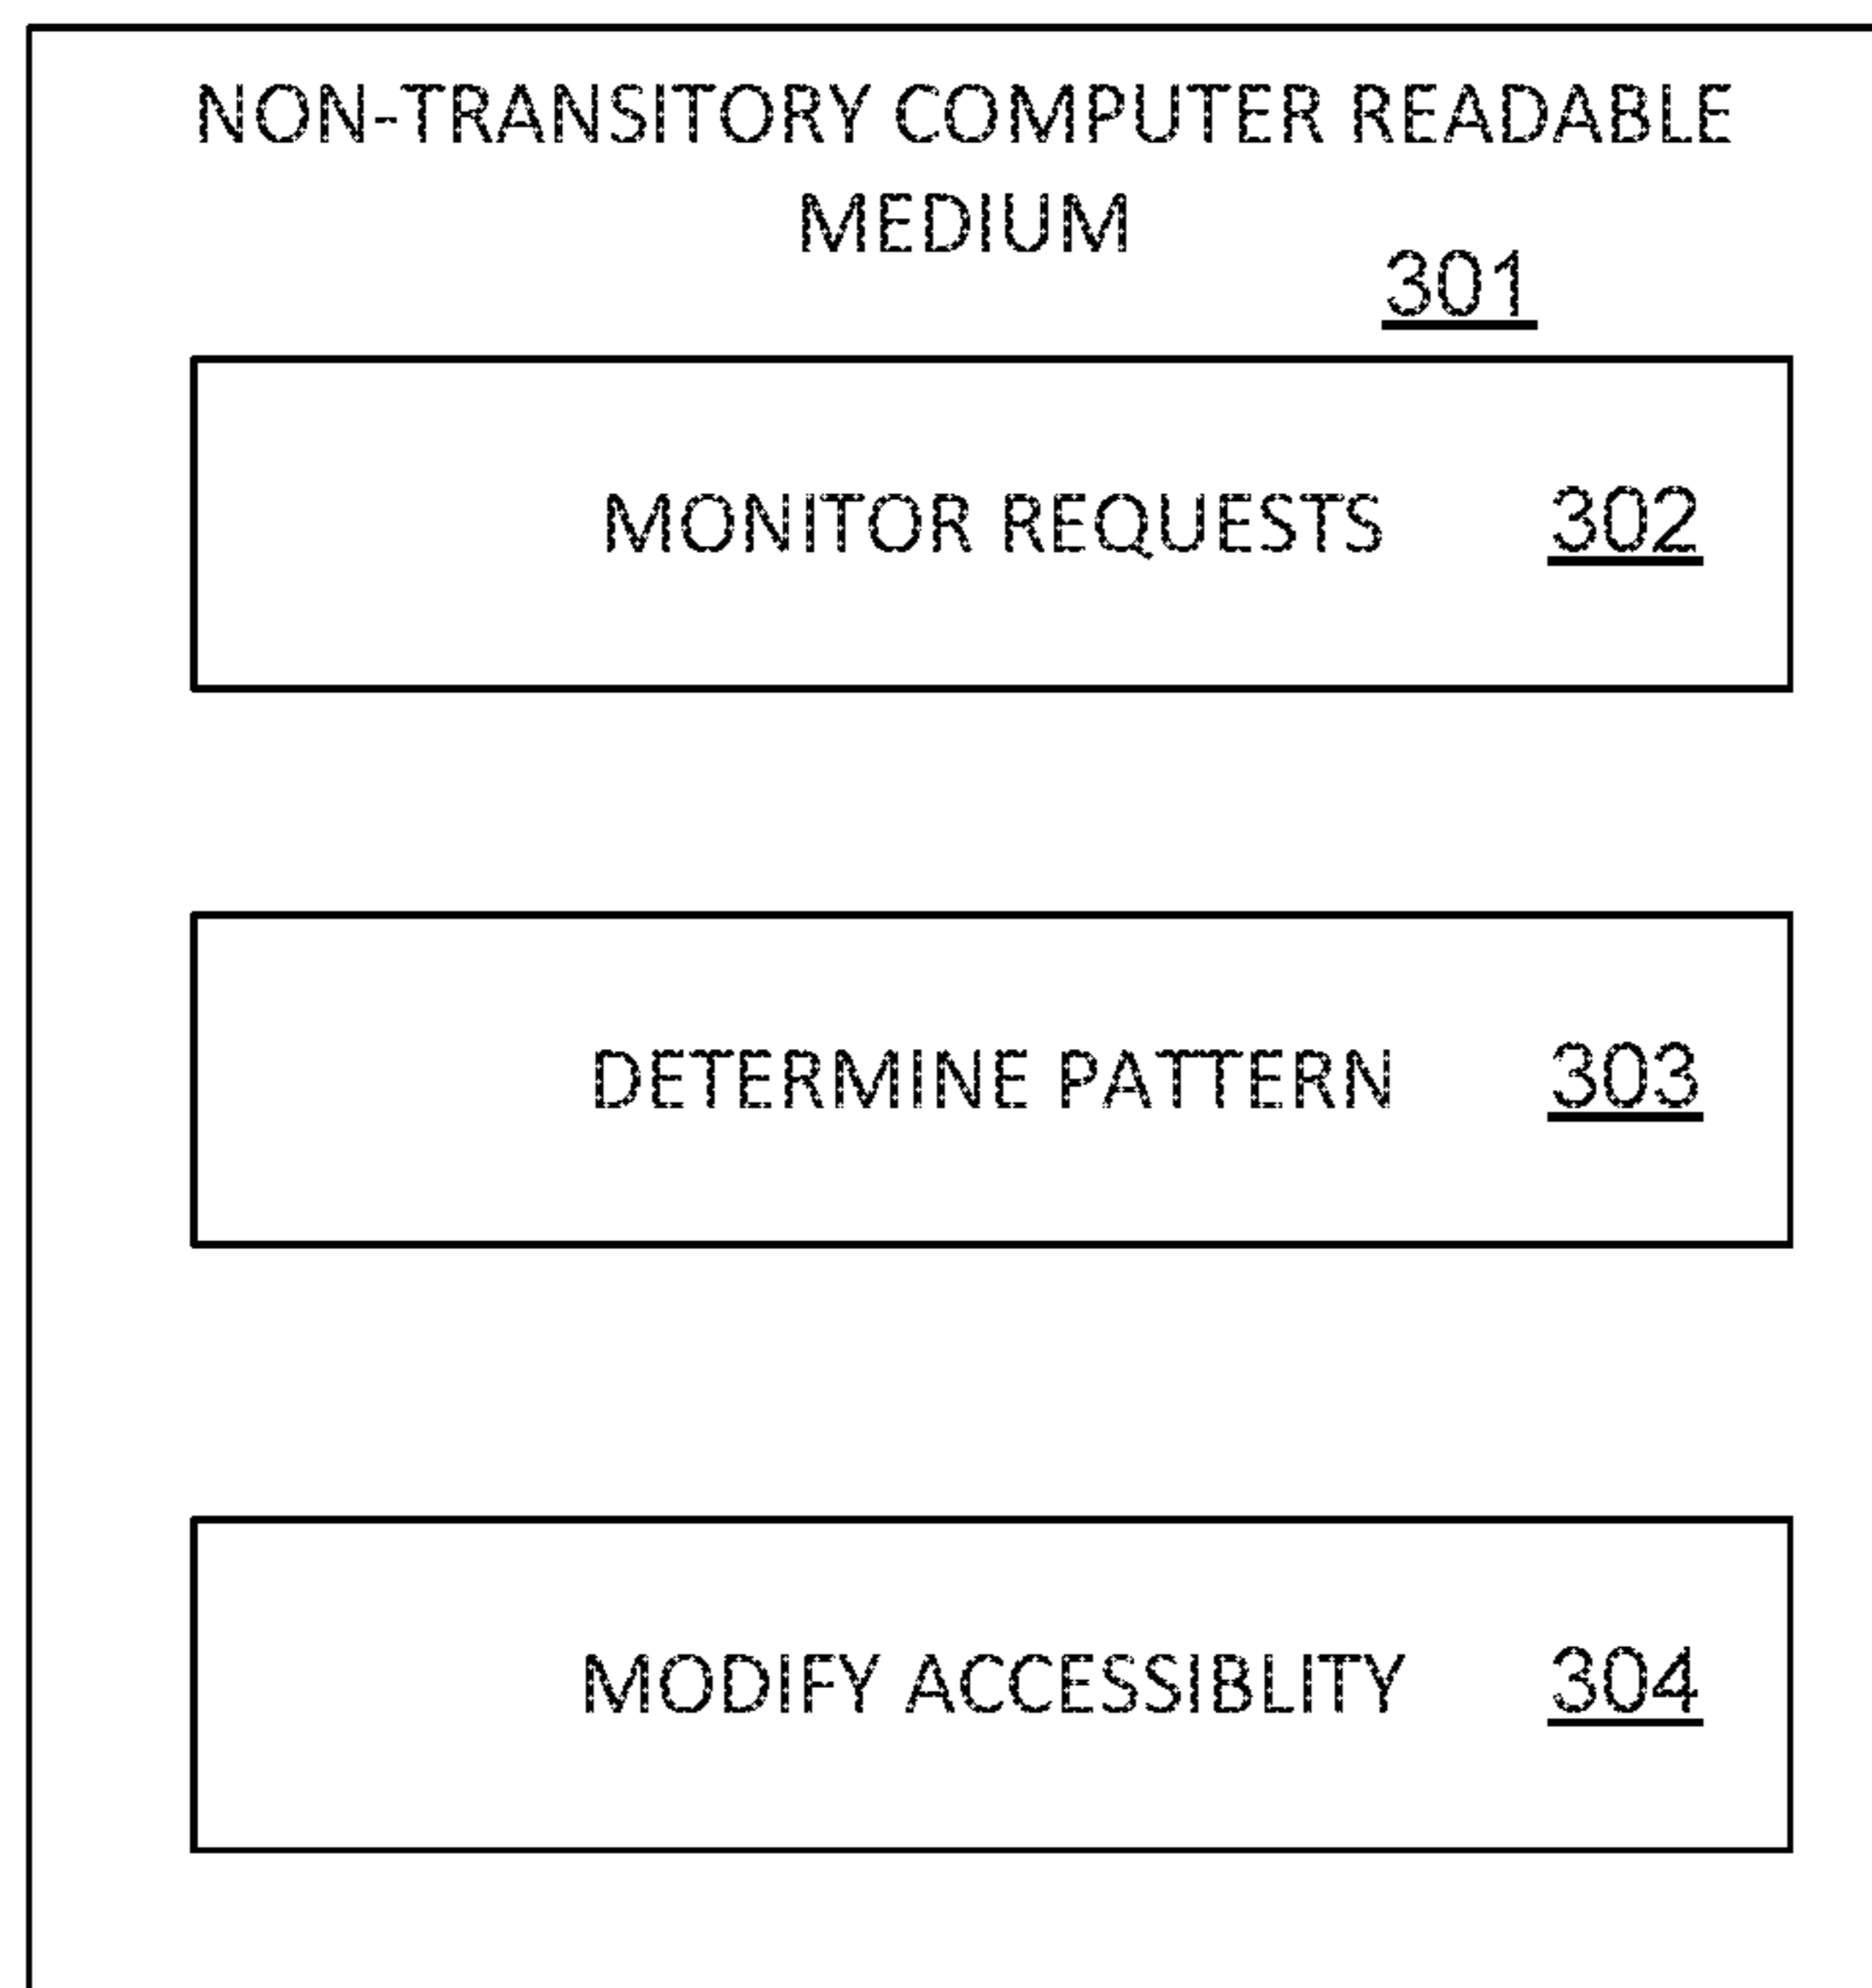 NON-TRANSITORY COMPUTER READABLE
MEDIUM
301
MONITOR REQUESTS 302
DETERMINE PATTERN 303
MODIFY ACCESSIBLITY 304